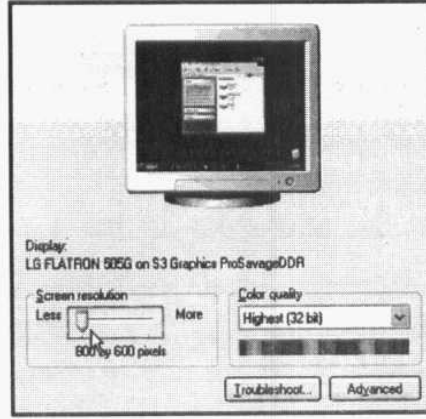 Display:
LG FLATRON 505G on S3 Graphics ProSavageDDR
Screen resolution
Less More
800 by 600 pixels
Color quality
Highest (32 bit)
Troubleshoot... Advanced